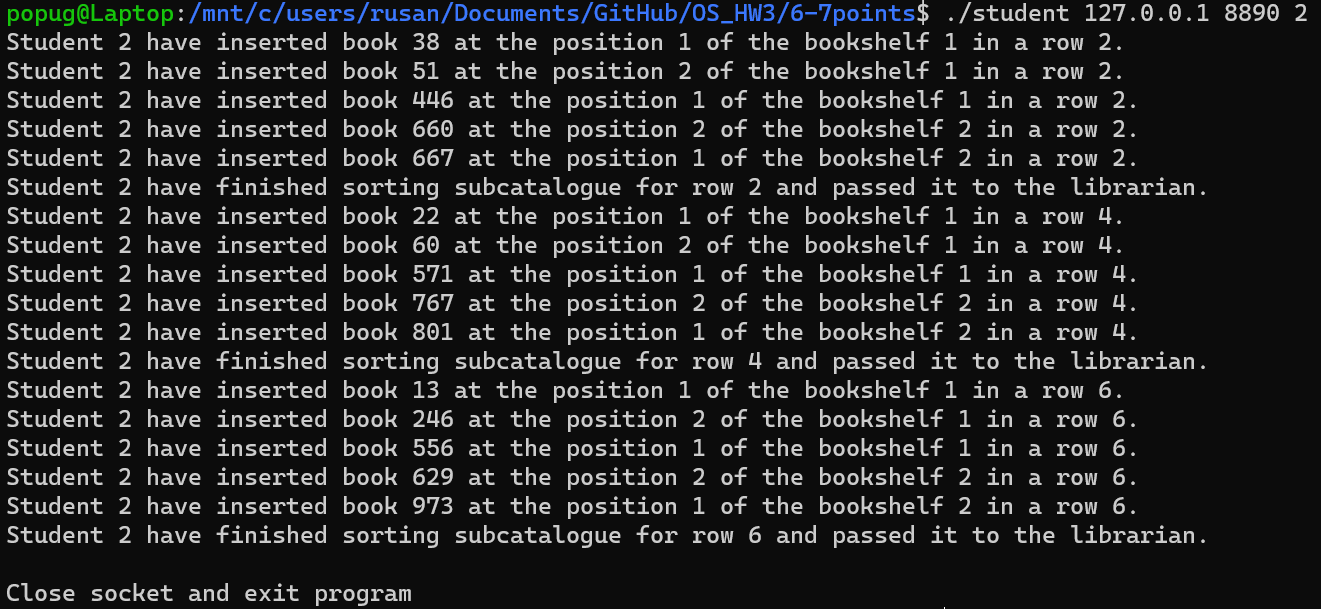 popug@Laptop:/mnt/c/users/rusan/Documents/GitHub/OS_HW3/6-7points$ ./student 127.0.0.1 8890 2
Student 2 have inserted book 38 at the position 1 of the bookshelf 1 in a row 2.
Student 2 have inserted book 51 at the position 2 of the bookshelf 1 in a row 2.
Student 2 have inserted book 446 at the position 1 of the bookshelf 1 in a row 2.
Student 2 have inserted book 660 at the position 2 of the bookshelf 2 in a row 2.
Student 2 have inserted book 667 at the position 1 of the bookshelf 2 in a row 2.
Student 2 have finished sorting subcatalogue for row 2 and passed it to the librarian.
Student 2 have inserted book 22 at the position 1 of the bookshelf 1 in a row 4.
Student 2 have inserted book 60 at the position 2 of the bookshelf 1 in a row 4.
Student 2 have inserted book 571 at the position 1 of the bookshelf 1 in a row 4.
Student 2 have inserted book 767 at the position 2 of the bookshelf 2 in a row 4.
Student 2 have inserted book 801 at the position 1 of the bookshelf 2 in a row 4.
Student 2 have finished sorting subcatalogue for row 4 and passed it to the librarian.
Student 2 have inserted book 13 at the position 1 of the bookshelf 1 in a row 6.
Student 2 have inserted book 246 at the position 2 of the bookshelf 1 in a row 6.
Student 2 have inserted book 556 at the position 1 of the bookshelf 1 in a row 6.
Student 2 have inserted book 629 at the position 2 of the bookshelf 2 in a row 6.
Student 2 have inserted book 973 at the position 1 of the bookshelf 2 in a row 6.
Student 2 have finished sorting subcatalogue for row 6 and passed it to the librarian.
Close socket and exit program